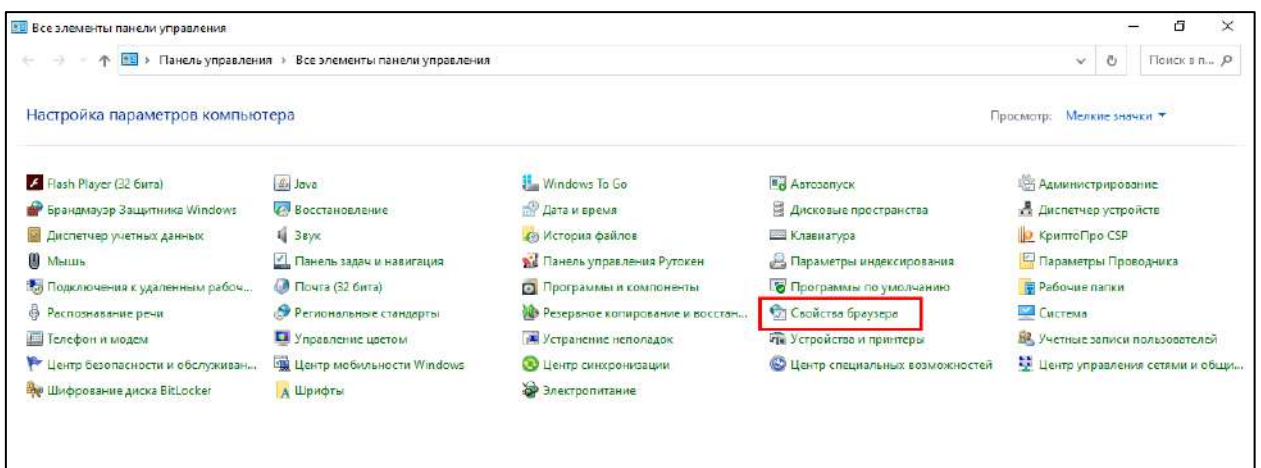 Все элементы панели управления
Панель управления › Все элементы панели управления
Поиск в п...
Настройка параметров компьютера
Просмотр: Мелкие значки
Flash Player (32 бита) Java Windows To Go Автозапуск Администрирование
Брандмауэр Защитника Windows Восстановление Дата и время Дисковые пространства Диспетчер устройств
Диспетчер учетных данных Звук История файлов Клавиатура КриптоПро CSP
Мышь Панель задач и навигация Панель управления Рутокен Параметры индексирования Параметры Проводника
Подключения к удаленным рабоч... Почта (32 бита) Программы и компоненты Программы по умолчанию Рабочие папки
Распознавание речи Региональные стандарты Резервное копирование и восстан... Свойства браузера Система
Телефон и модем Управление цветом Устранение неполадок Устройства и принтеры Учетные записи пользователей
Центр безопасности и обслуживан... Центр мобильности Windows Центр синхронизации Центр специальных возможностей Центр управления сетями и общи...
Шифрование диска BitLocker Шрифты Электропитание